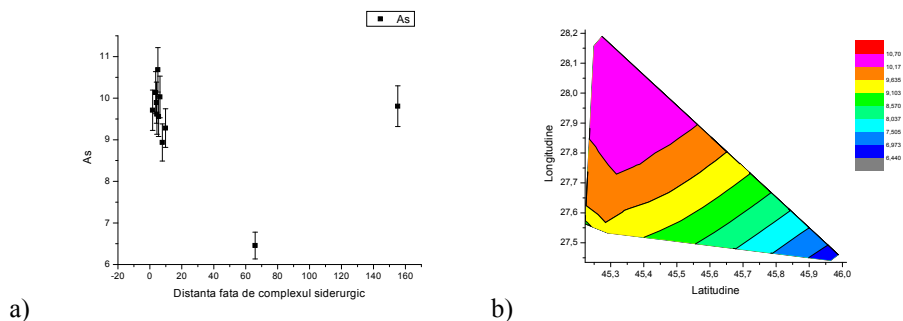 As
As
11
10
9
8
7
6
-20 0 20 40 60 80 100 120 140 160
Distanta fata de complexul siderurgic
a)
28,2
28,1
28,0
27,9
27,8
27,7
27,6
27,5
Longitudine
45,3 45,4 45,5 45,6 45,7 45,8 45,9 46,0
Latitudine
10,70
10,17
9,635
9,103
8,570
8,037
7,505
6,973
6,440
b)